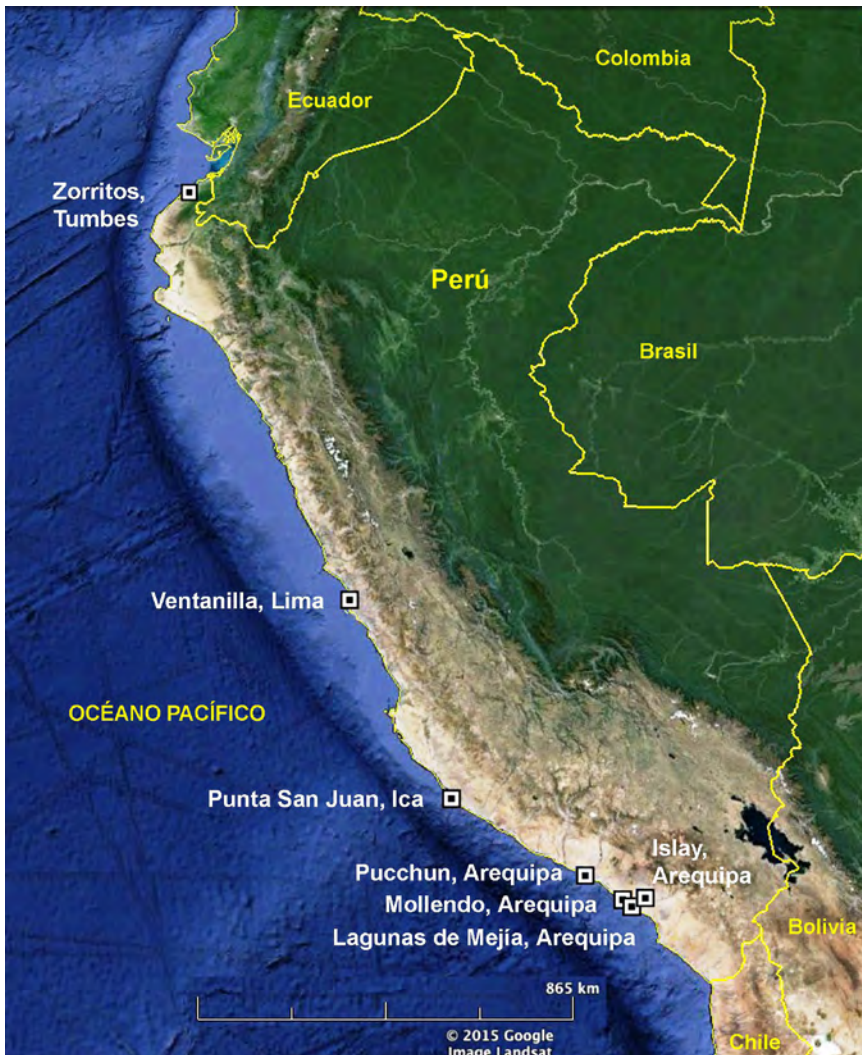 Colombia
Ecuador
Zorritos,
Tumbes
Perú
Brasil
Ventanilla, Lima
OCÉANO PACÍFICO
Punta San Juan, Ica
Islay,
Arequipa
Pucchun, Arequipa
Mollendo, Arequipa
Lagunas de Mejía, Arequipa
Bolivia
865 km
© 2015 Google
Image Landsat
Chile